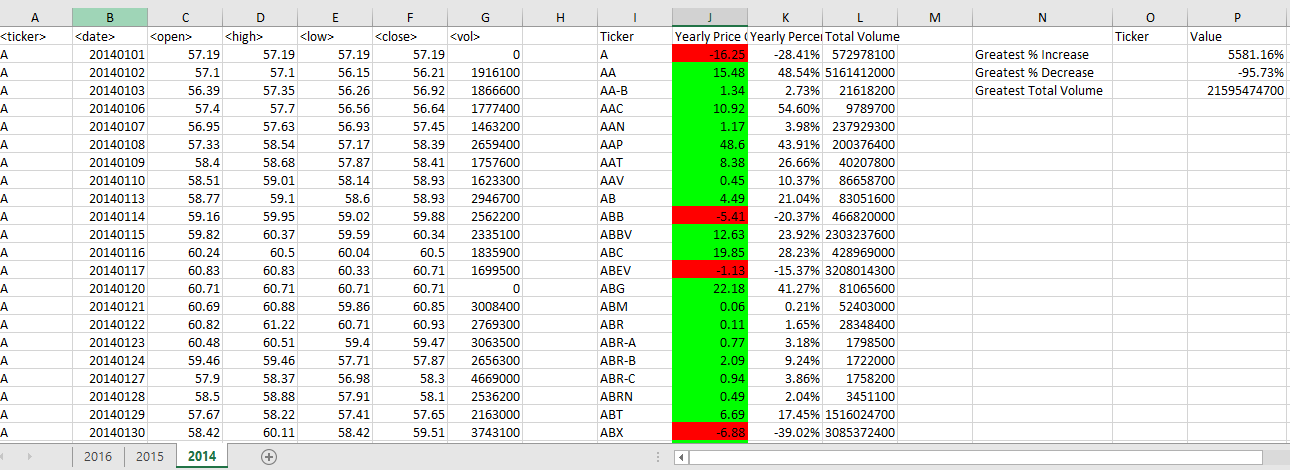 A B C D E F G H I J K L M N O P
<ticker> <date> <open> <high> <low> <close> <vol> Ticker Yearly Price ( Yearly Percer Total Volume Ticker Value
A 20140101 57.19 57.19 57.19 57.19 0 A -16.25 -28.41% 572978100 Greatest % Increase 5581.16%
A 20140102 57.1 57.1 56.15 56.21 1916100 AA 15.48 48.54% 5161412000 Greatest % Decrease -95.73%
A 20140103 56.39 57.35 56.26 56.92 1866600 AA-B 1.34 2.73% 21618200 Greatest Total Volume 21595474700
A 20140106 57.4 57.7 56.56 56.64 1777400 AAC 10.92 54.60% 9789700
A 20140107 56.95 57.63 56.93 57.45 1463200 AAN 1.17 3.98% 237929300
A 20140108 57.33 58.54 57.17 58.39 2659400 AAP 48.6 43.91% 200376400
A 20140109 58.4 58.68 57.87 58.41 1757600 AAT 8.38 26.66% 40207800
A 20140110 58.51 59.01 58.14 58.93 1623300 AAV 0.45 10.37% 86658700
A 20140113 58.77 59.1 58.6 58.93 2946700 AB 4.49 21.04% 83051600
A 20140114 59.16 59.95 59.02 59.88 2562200 ABB -5.41 -20.37% 466820000
A 20140115 59.82 60.37 59.59 60.34 2335100 ABBV 12.63 23.92% 2303237600
A 20140116 60.24 60.5 60.04 60.5 1835900 ABC 19.85 28.23% 428969000
A 20140117 60.83 60.83 60.33 60.71 1699500 ABEV -1.13 -15.37% 3208014300
A 20140120 60.71 60.71 60.71 60.71 0 ABG 22.18 41.27% 81065600
A 20140121 60.69 60.88 59.86 60.85 3008400 ABM 0.06 0.21% 52403000
A 20140122 60.82 61.22 60.71 60.93 2769300 ABR 0.11 1.65% 28348400
A 20140123 60.48 60.51 59.4 59.47 3063500 ABR-A 0.77 3.18% 1798500
A 20140124 59.46 59.46 57.71 57.87 2656300 ABR-B 2.09 9.24% 1722000
A 20140127 57.9 58.37 56.98 58.3 4669000 ABR-C 0.94 3.86% 1758200
A 20140128 58.5 58.88 57.91 58.1 2536200 ABRN 0.49 2.04% 3451100
A 20140129 57.67 58.22 57.41 57.65 2163000 ABT 6.69 17.45% 1516024700
A 20140130 58.42 60.11 58.42 59.51 3743100 ABX -6.88 -39.02% 3085372400
2016 2015 2014